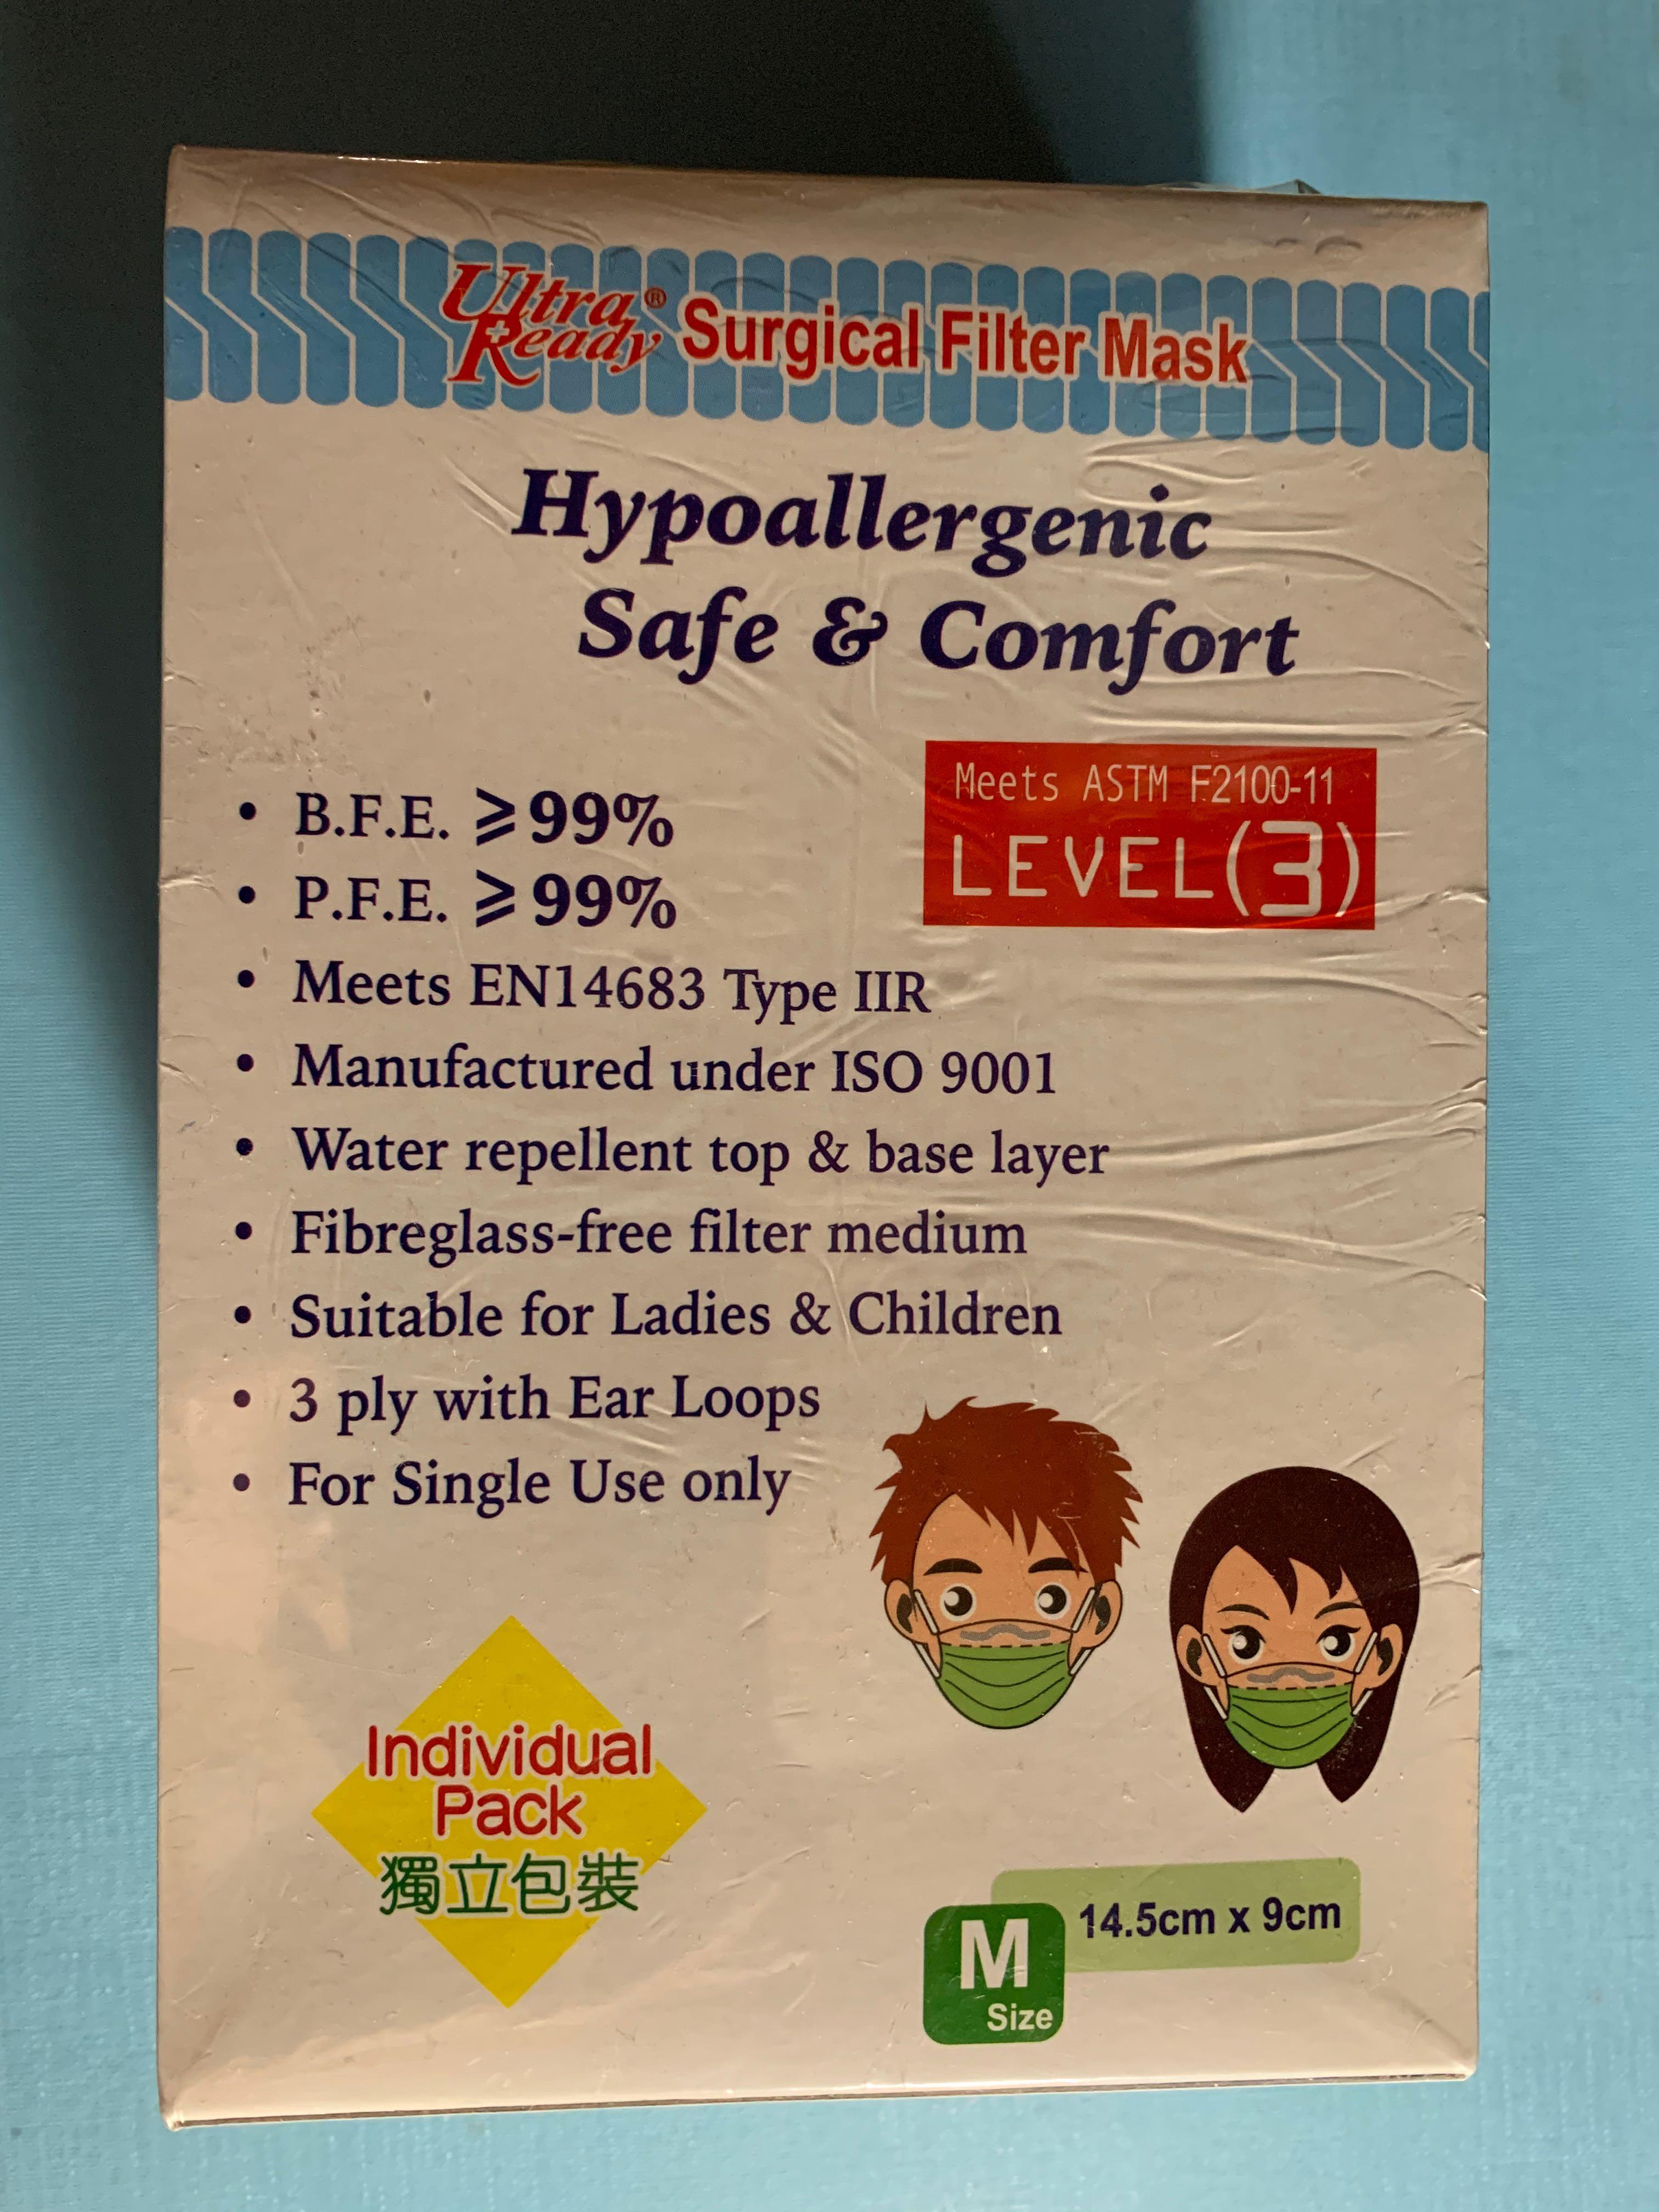 Ultra® Ready Surgical Filter Mask
Hypoallergenic
Safe & Comfort
Meets ASTM F2100-11
LEVEL(3)
• B.F.E. ⩾99%
• P.F.E. ⩾99%
• Meets EN14683 Type IIR
• Manufactured under ISO 9001
• Water repellent top & base layer
• Fibreglass-free filter medium
• Suitable for Ladies & Children
• 3 ply with Ear Loops
• For Single Use only
Individual
Pack
獨立包裝
M
Size
14.5cm x 9cm